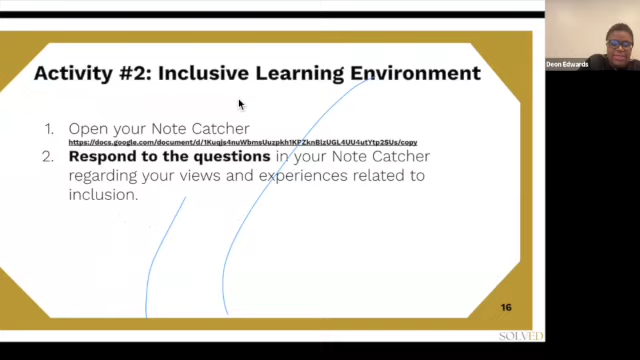 Activity #2: Inclusive Learning Environment
1. Open your Note Catcher
2. Respond to the questions in your Note Catcher
regarding your views and experiences related to
inclusion.
16
SOLVED
Deon Edwards